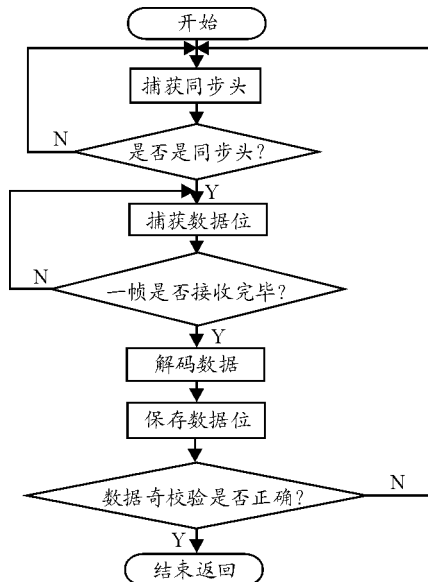 开始
捕获同步头
N
是否是同步头？
Y
捕获数据位
N
一帧是否接收完毕？
Y
解码数据
保存数据位
数据奇校验是否正确？
N
Y
结束返回